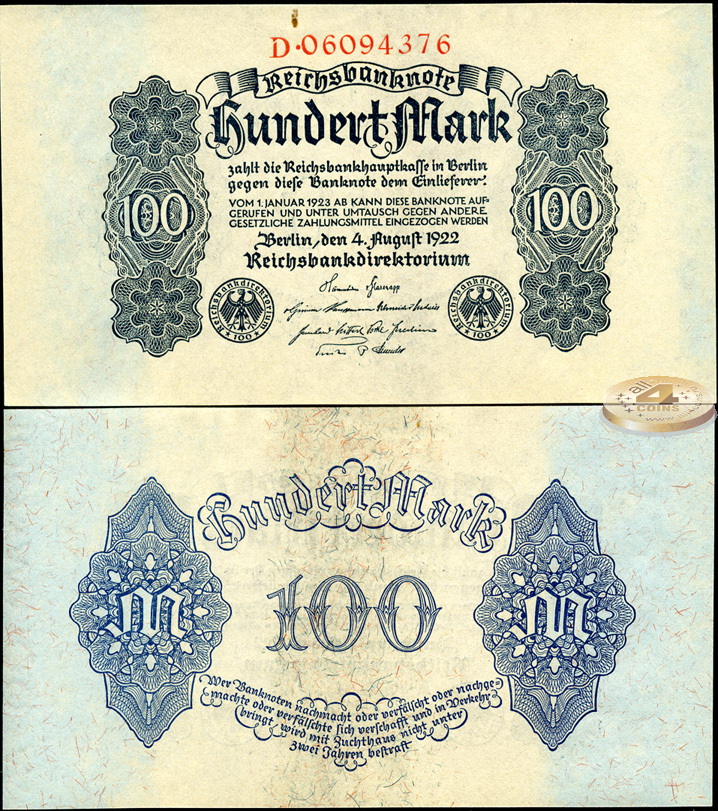 D·06094376
Reichsbanknote
Hundert Mark
zahlt die Reichsbankhauptkasse in Berlin
gegen diese Banknote dem Einlieferer.
VOM 1. JANUAR 1923 AB KANN DIESE BANKNOTE AUF-
GERUFEN UND UNTER UMTAUSCH GEGEN ANDERE
GESETZLICHE ZAHLUNGSMITTEL EINGEZOGEN WERDEN
100
100
Berlin, den 4. August 1922
Reichsbankdirektorium
Reichsbankdirektorium
100
Reichsbankdirektorium
100
all
4
COINS
www
Hundert Mark
M
100
M
Wer Banknoten nachmacht oder verfälscht oder nachge-
machte oder verfälschte sich verschafft und in Verkehr
bringt, wird mit Zuchthaus nicht unter
zwei Jahren bestraft